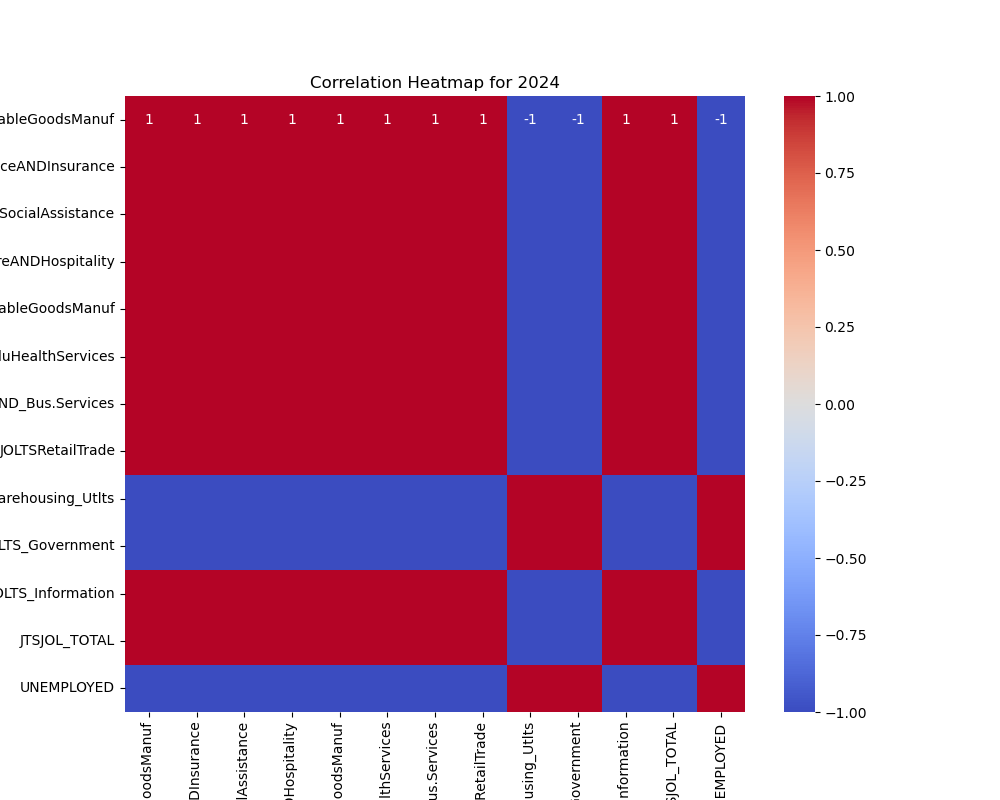 Correlation Heatmap for 2024
ableGoodsManuf 1 1 1 1 1 1 1 1 -1 -1 1 1 -1
ceANDInsurance
SocialAssistance
reANDHospitality
ableGoodsManuf
uHealthServices
ND_Bus.Services
JOLTSRetailTrade
arehousing_Utlts
LTS_Government
OLTS_Information
JTSJOL_TOTAL
UNEMPLOYED
oodsManuf
DInsurance
lAssistance
Hospitality
oodsManuf
lthServices
us.Services
RetailTrade
using_Utlts
overnment
nformation
SJOL_TOTAL
EMPLOYED
1.00
0.75
0.50
0.25
0.00
−0.25
−0.50
−0.75
−1.00